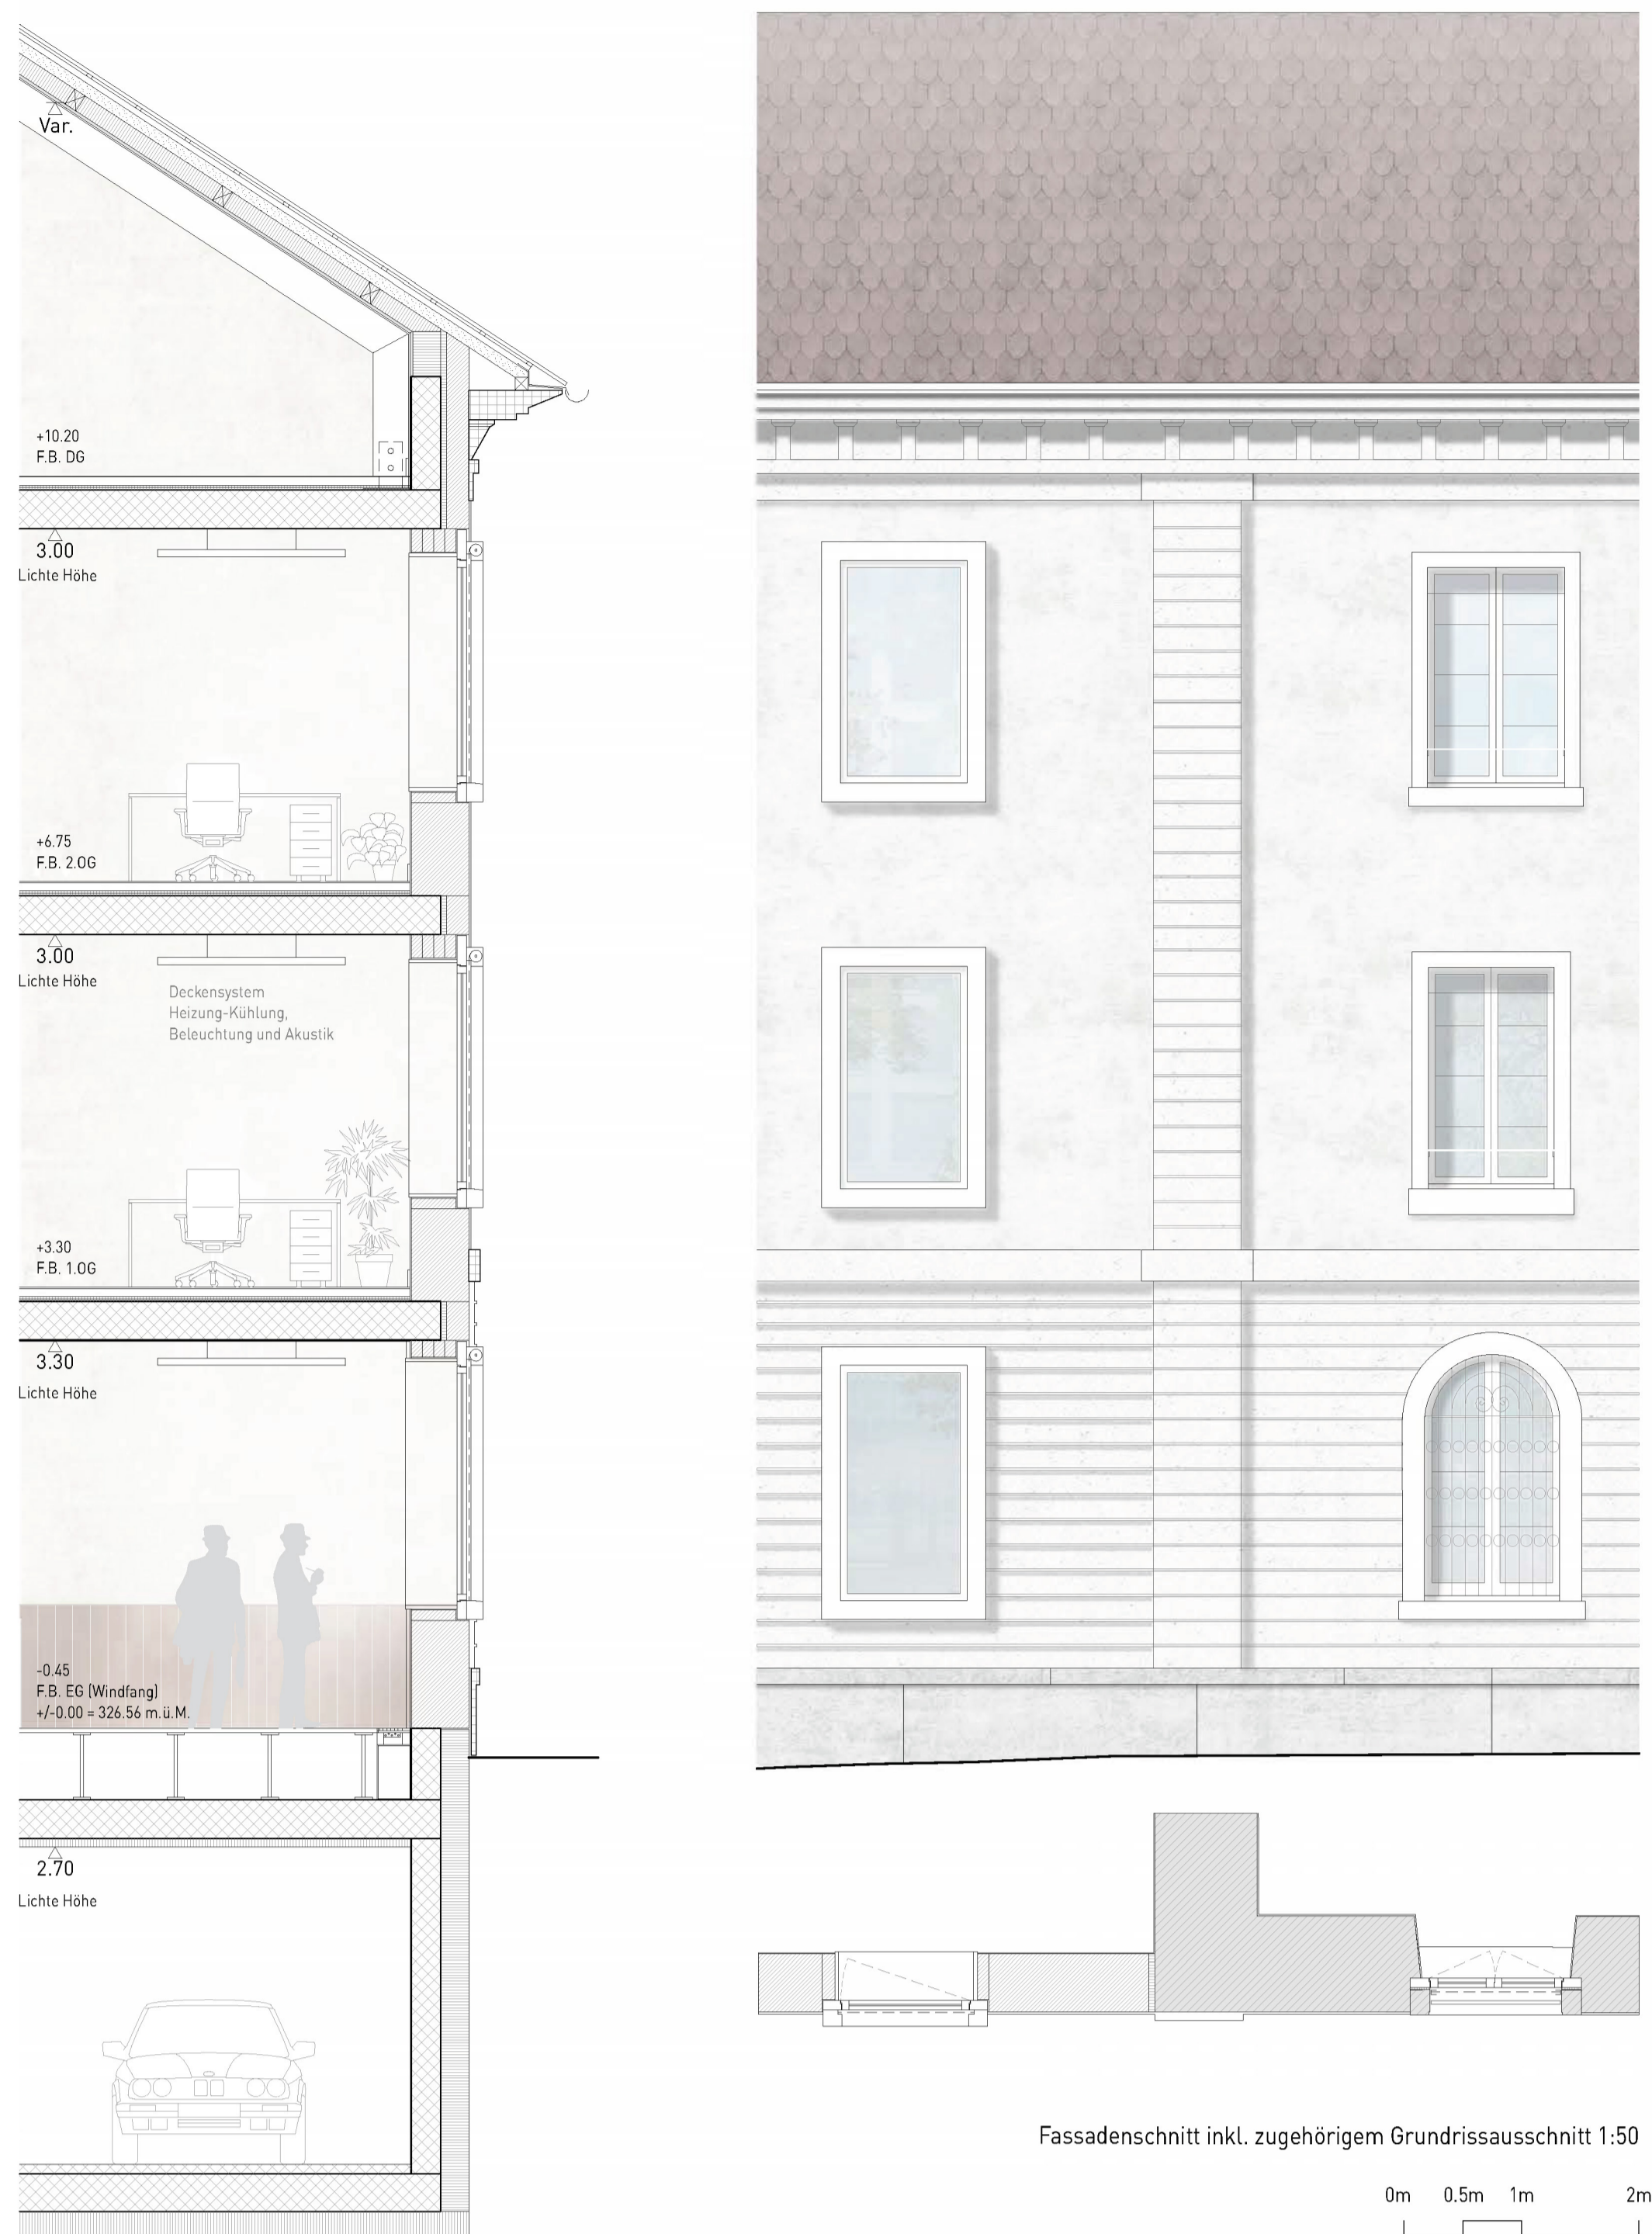 Var.
+10.20
F.B. DG
3.00
Lichte Höhe
+6.75
F.B. 2.OG
3.00
Lichte Höhe
Deckensystem
Heizung-Kühlung,
Beleuchtung und Akustik
+3.30
F.B. 1.OG
3.30
Lichte Höhe
-0.45
F.B. EG (Windfang)
+/-0.00 = 326.56 m.ü.M.
2.70
Lichte Höhe
Fassadenschnitt inkl. zugehörigem Grundrissausschnitt 1:50
0m 0.5m 1m 2m